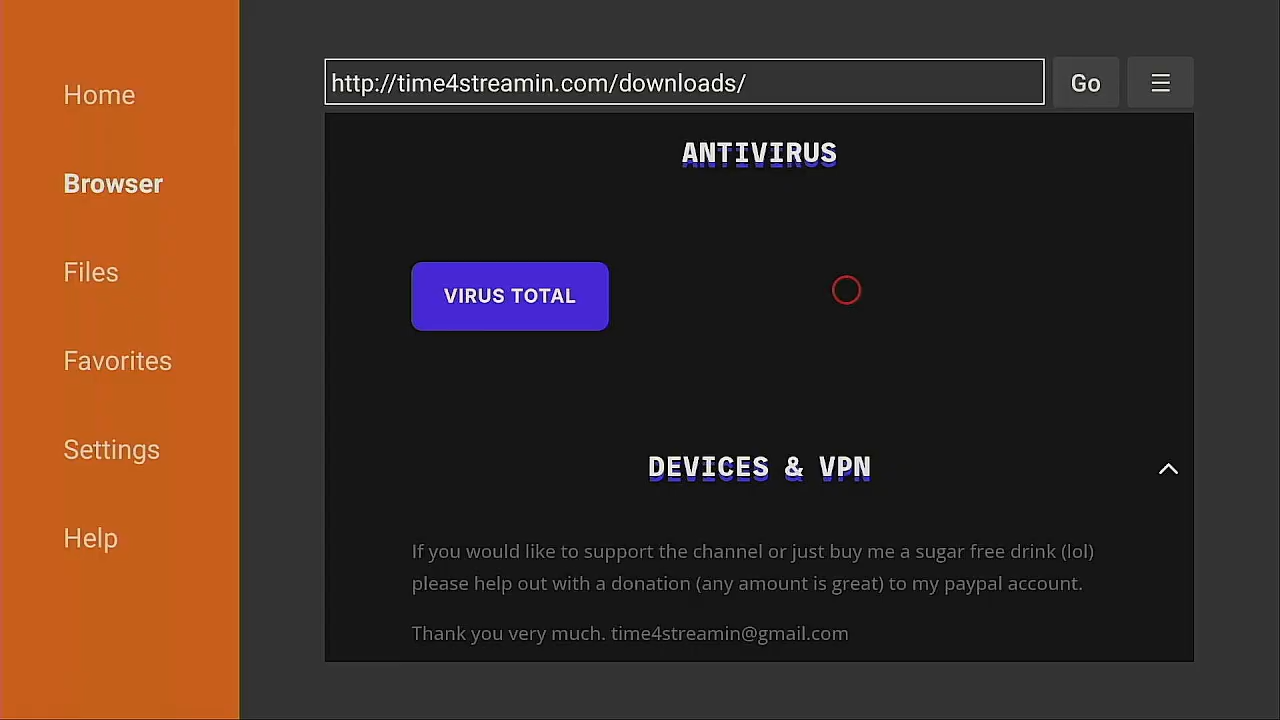 Home
Browser
Files
Favorites
Settings
Help
http://time4streamin.com/downloads/
Go
ANTIVIRUS
VIRUS TOTAL
DEVICES & VPN
If you would like to support the channel or just buy me a sugar free drink (lol)
please help out with a donation (any amount is great) to my paypal account.
Thank you very much. time4streamin@gmail.com